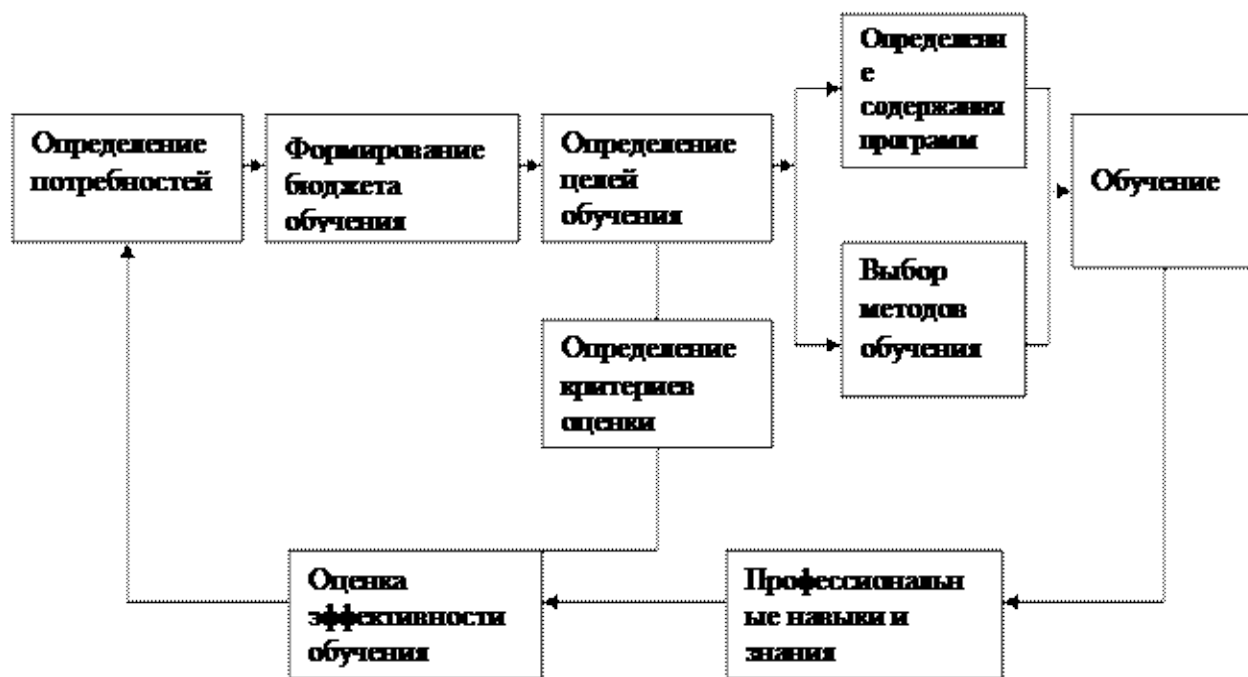 Определение
потребностей
Формирование
бюджета
обучения
Определение
целей
обучения
Определени
е
содержания
программ
Выбор
методов
обучения
Обучение
Определение
критериев
оценки
Оценка
эффективности
обучения
Профессиональн
ые навыки и
знания